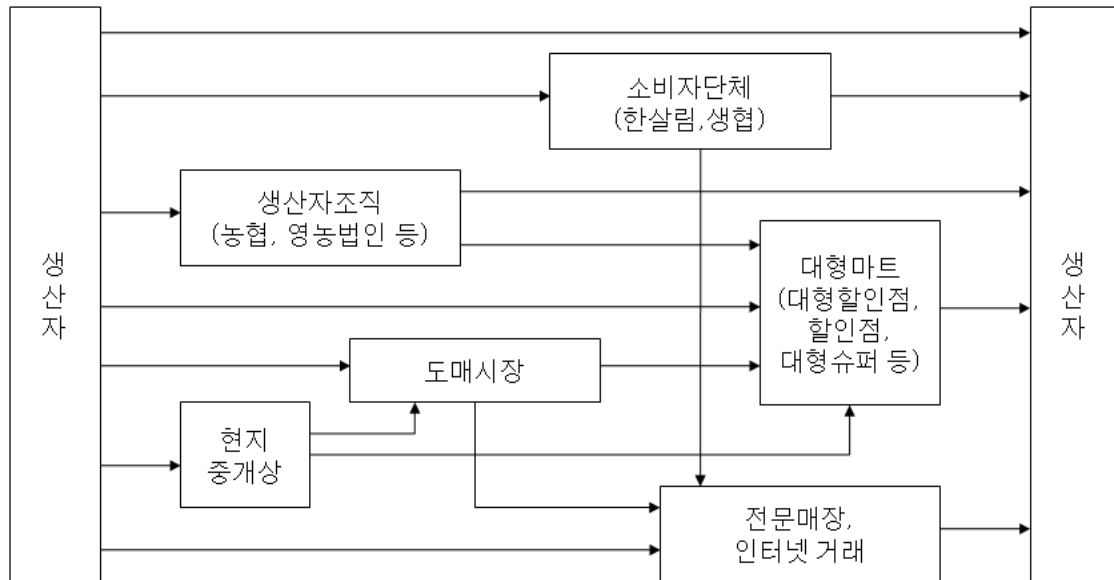 생
산
자
소비자단체
(한살림,생협)
생산자조직
(농협, 영농법인 등)
대형마트
(대형할인점,
할인점,
대형슈퍼 등)
도매시장
현지
중개상
전문매장,
인터넷 거래
생
산
자